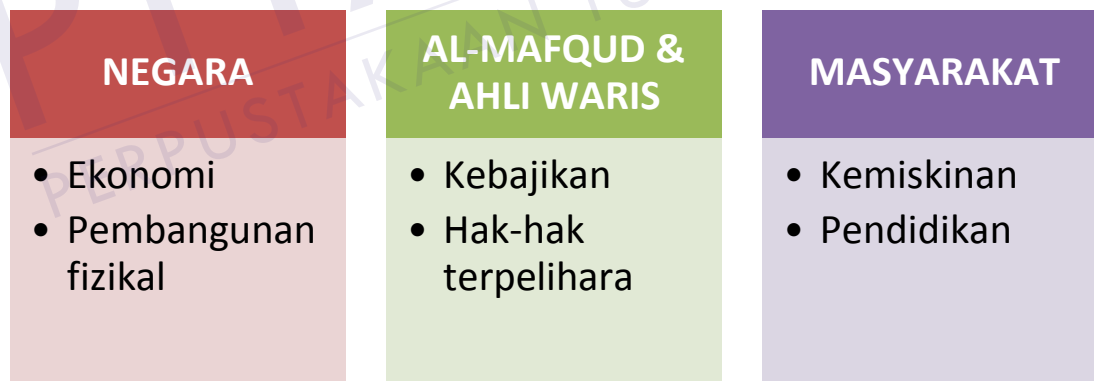 NEGARA
• Ekonomi
• Pembangunan
fizikal
AL-MAFQUD &
AHLI WARIS
• Kebajikan
• Hak-hak
terpelihara
MASYARAKAT
• Kemiskinan
• Pendidikan